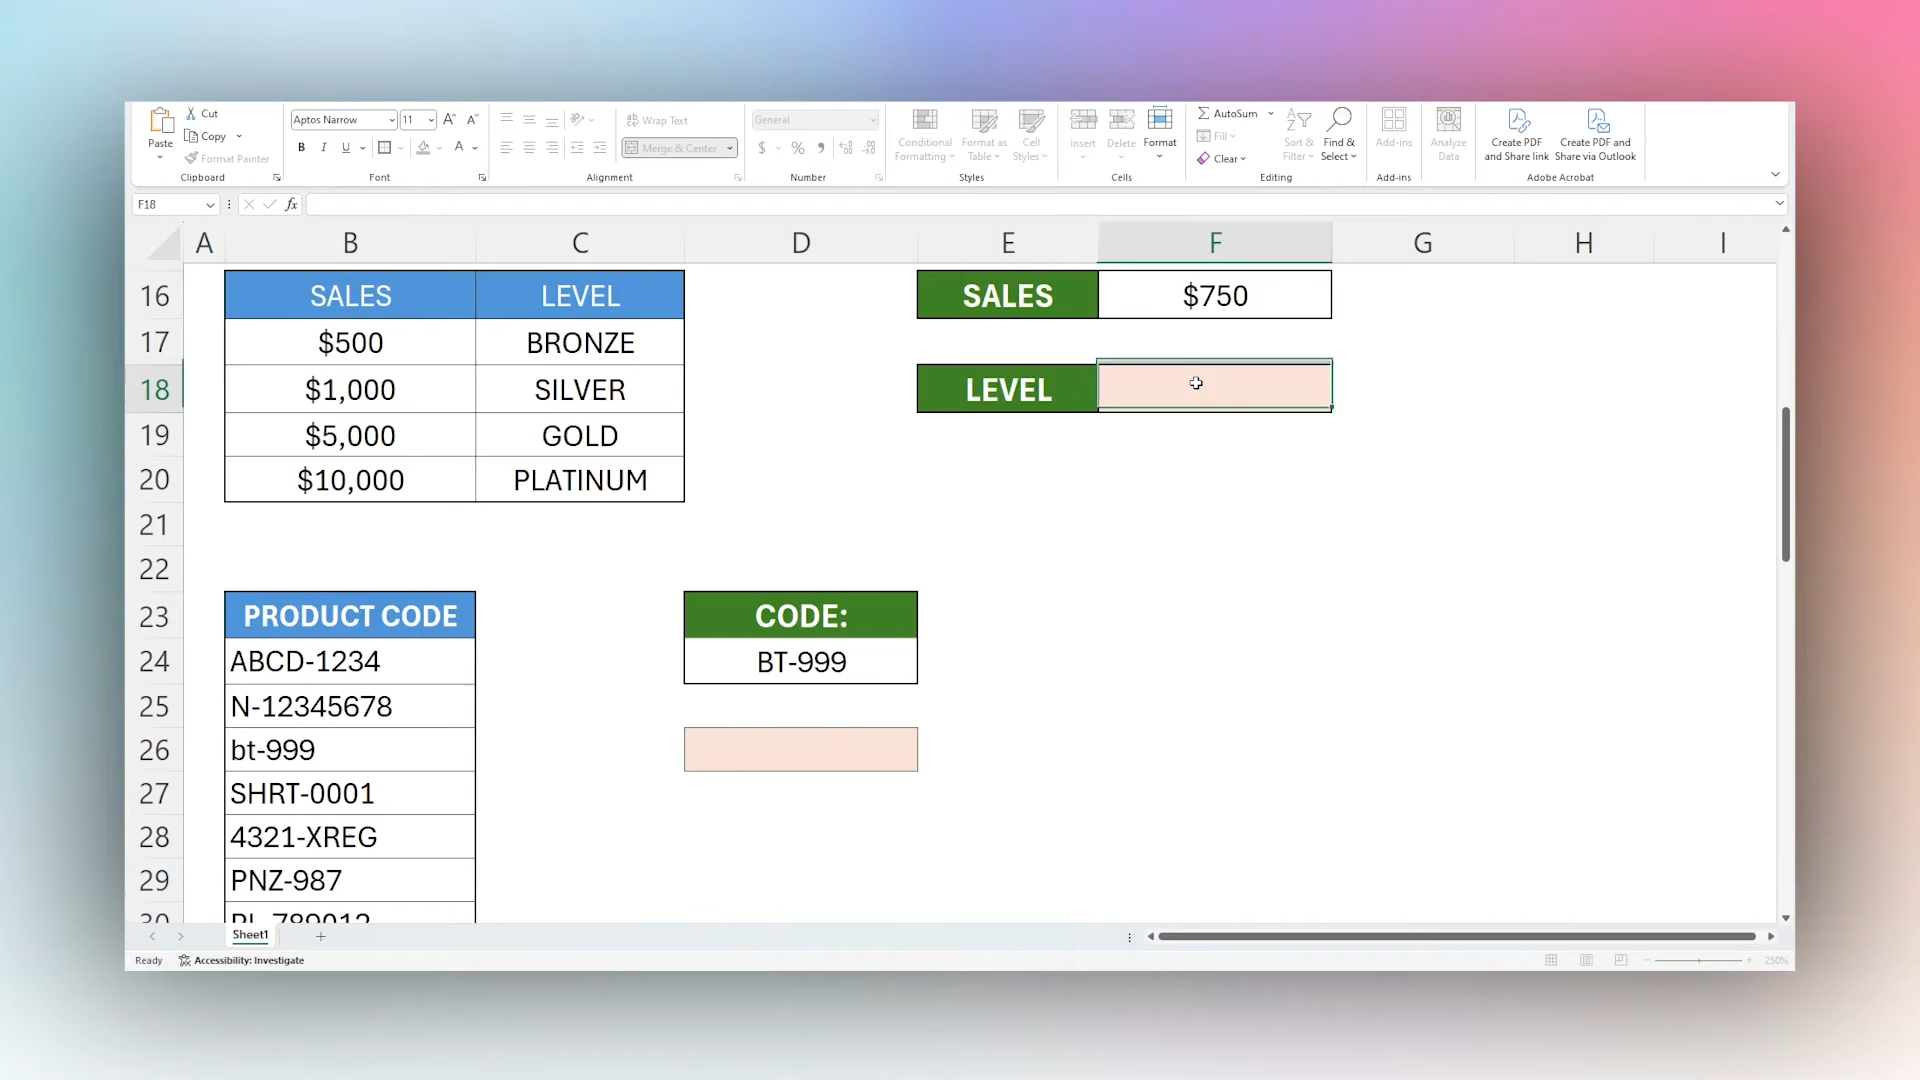 Paste
Cut
Copy
Format Painter
Clipboard
Aptos Narrow
11
B I U
Font
Wrap Text
Merge & Center
Alignment
General
$ % 9
Number
Conditional Formatting
Format as Table
Cell Styles
Styles
Insert
Delete
Format
Cells
AutoSum
Fill
Clear
Sort & Filter
Find & Select
Editing
Add-ins
Add-ins
Analyze Data
Create PDF and Share link
Create PDF and Share via Outlook
Adobe Acrobat
F18
fx
A B C D E F G H I
16 SALES LEVEL SALES $750
17 $500 BRONZE
18 $1,000 SILVER LEVEL
19 $5,000 GOLD
20 $10,000 PLATINUM
21
22
23 PRODUCT CODE CODE:
24 ABCD-1234 BT-999
25 N-12345678
26 bt-999
27 SHRT-0001
28 4321-XREG
29 PNZ-987
30 PL-789012
Sheet1
Ready
Accessibility: Investigate
250%